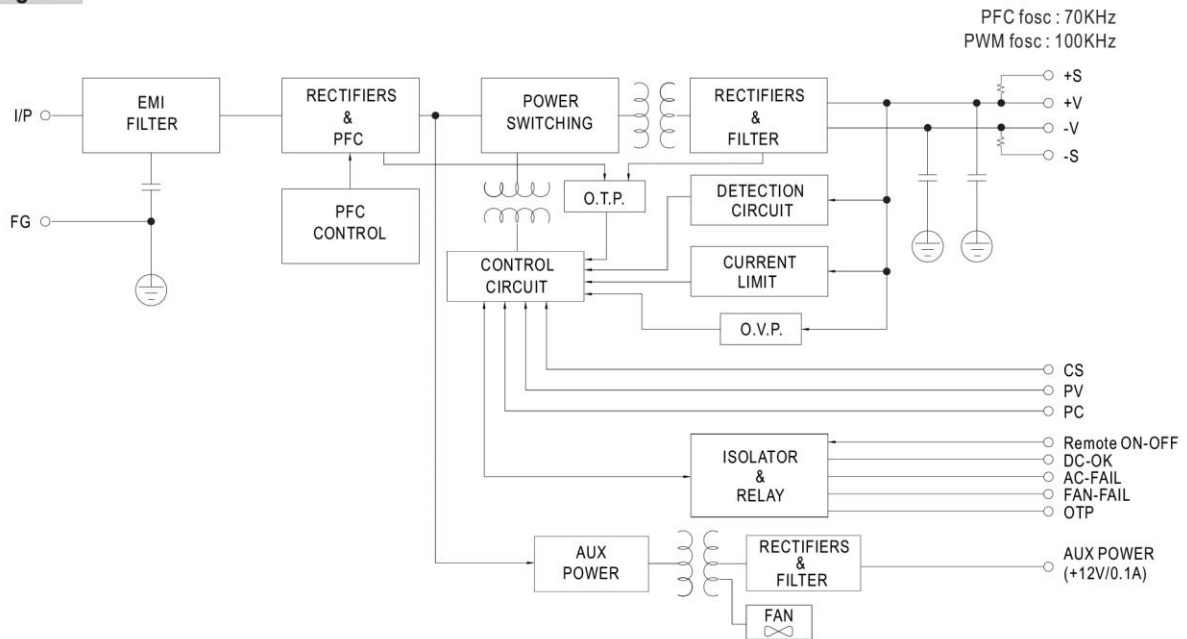 PFC fosc : 70KHz
PWM fosc : 100KHz
I/P
EMI
FILTER
RECTIFIERS
&
PFC
POWER
SWITCHING
RECTIFIERS
&
FILTER
+S
+V
-V
-S
FG
PFC
CONTROL
O.T.P.
DETECTION
CIRCUIT
CONTROL
CIRCUIT
CURRENT
LIMIT
O.V.P.
CS
PV
PC
ISOLATOR
&
RELAY
Remote ON-OFF
DC-OK
AC-FAIL
FAN-FAIL
OTP
AUX
POWER
RECTIFIERS
&
FILTER
AUX POWER
(+12V/0.1A)
FAN